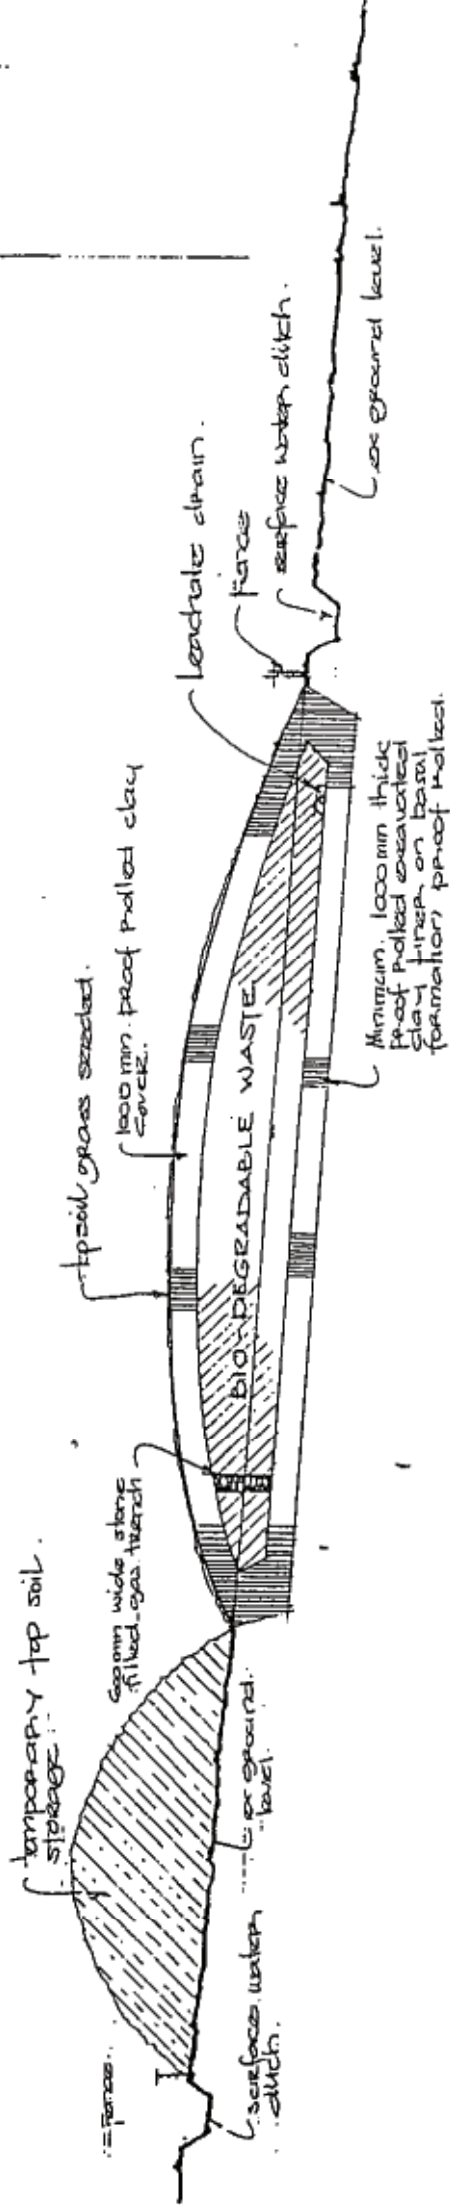 temporary top soil.
storage.
600mm wide stone
filled gas trench
Fence.
surface water
ditch.
ex ground
level.
topsoil grass seeded.
1000mm proof rolled clay
cover.
BIO-DEGRADABLE WASTE
Leachate drain.
Fence
surface water ditch.
ex ground level.
Minimum 1000mm thick
proof rolled excavated
clay liner on basal
formation proof rolled.